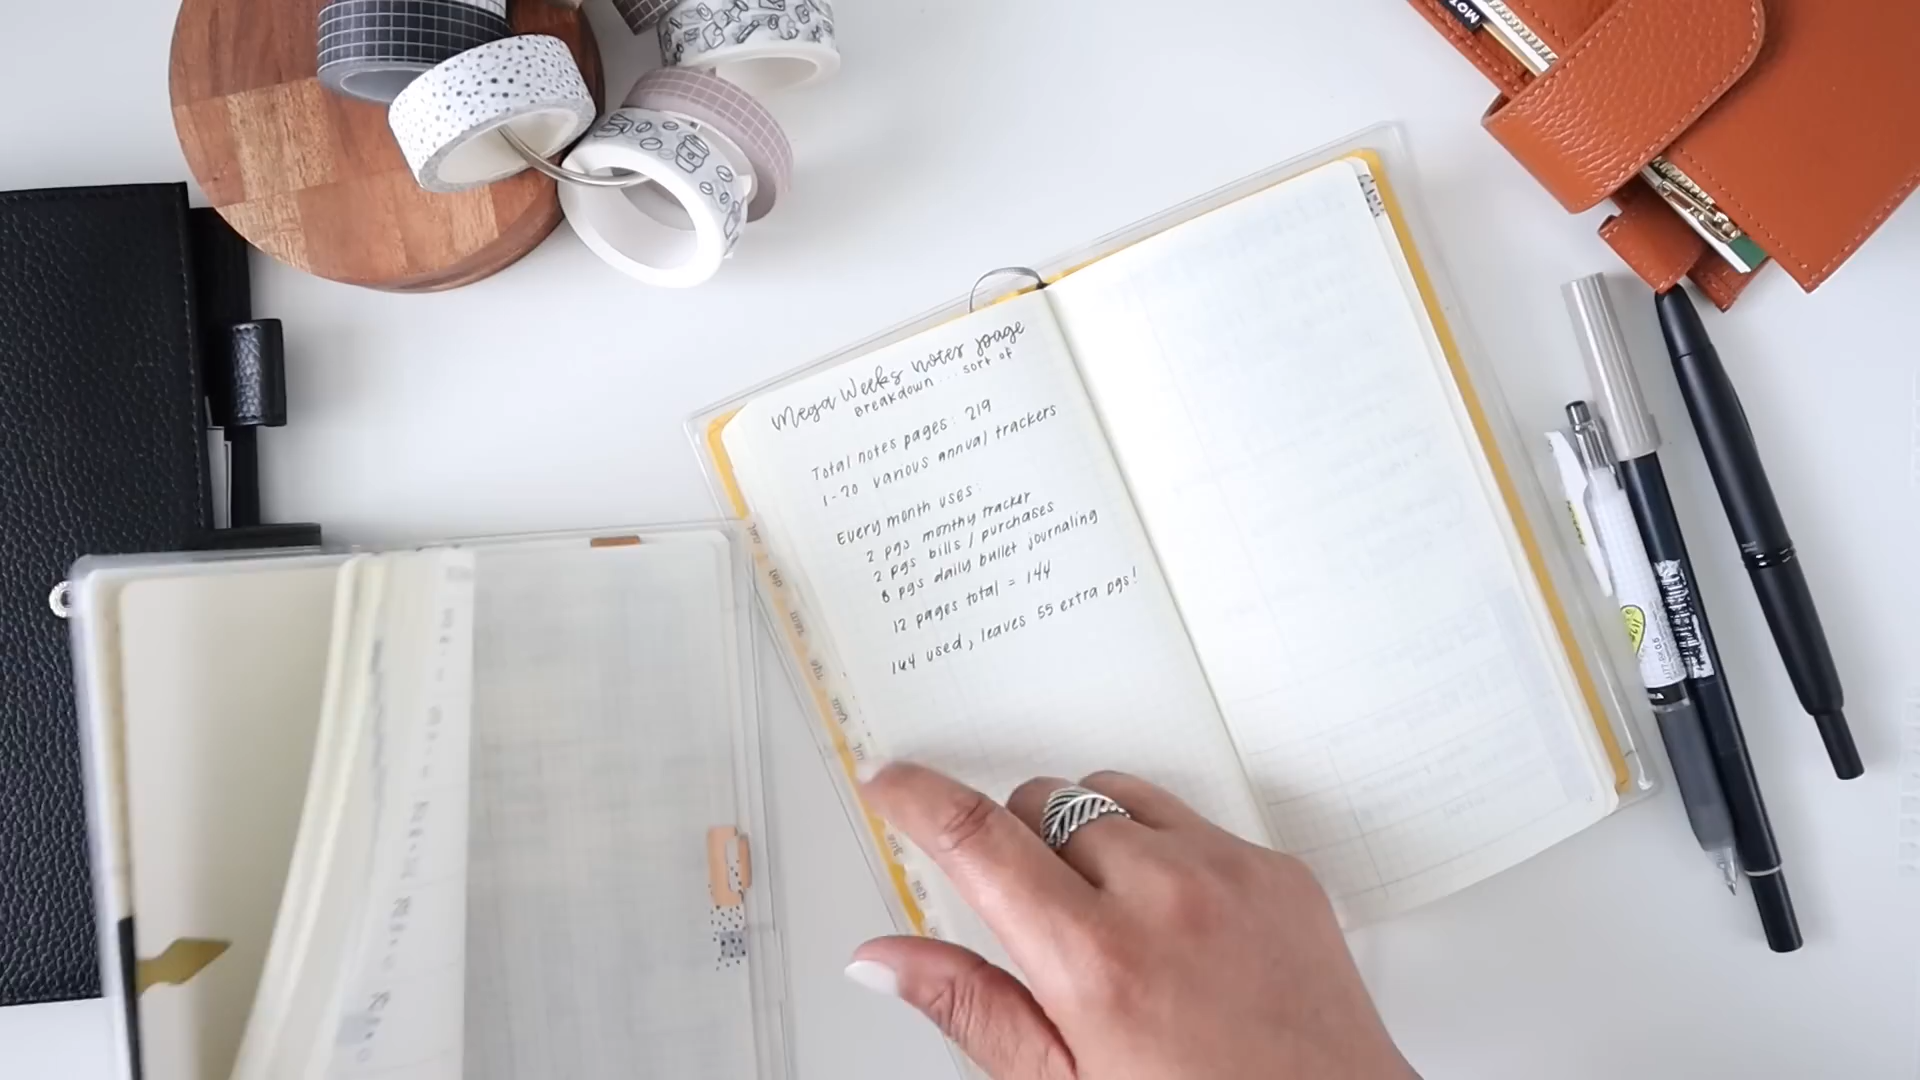 Mega Weeks notes page
Breakdown... sort of
Total notes pages: 219
1-20 various annual trackers
Every month uses:
2 pgs monthly tracker
2 pgs bills / purchases
8 pgs daily bullet journaling
12 pages total = 144
164 used, leaves 55 extra pgs!